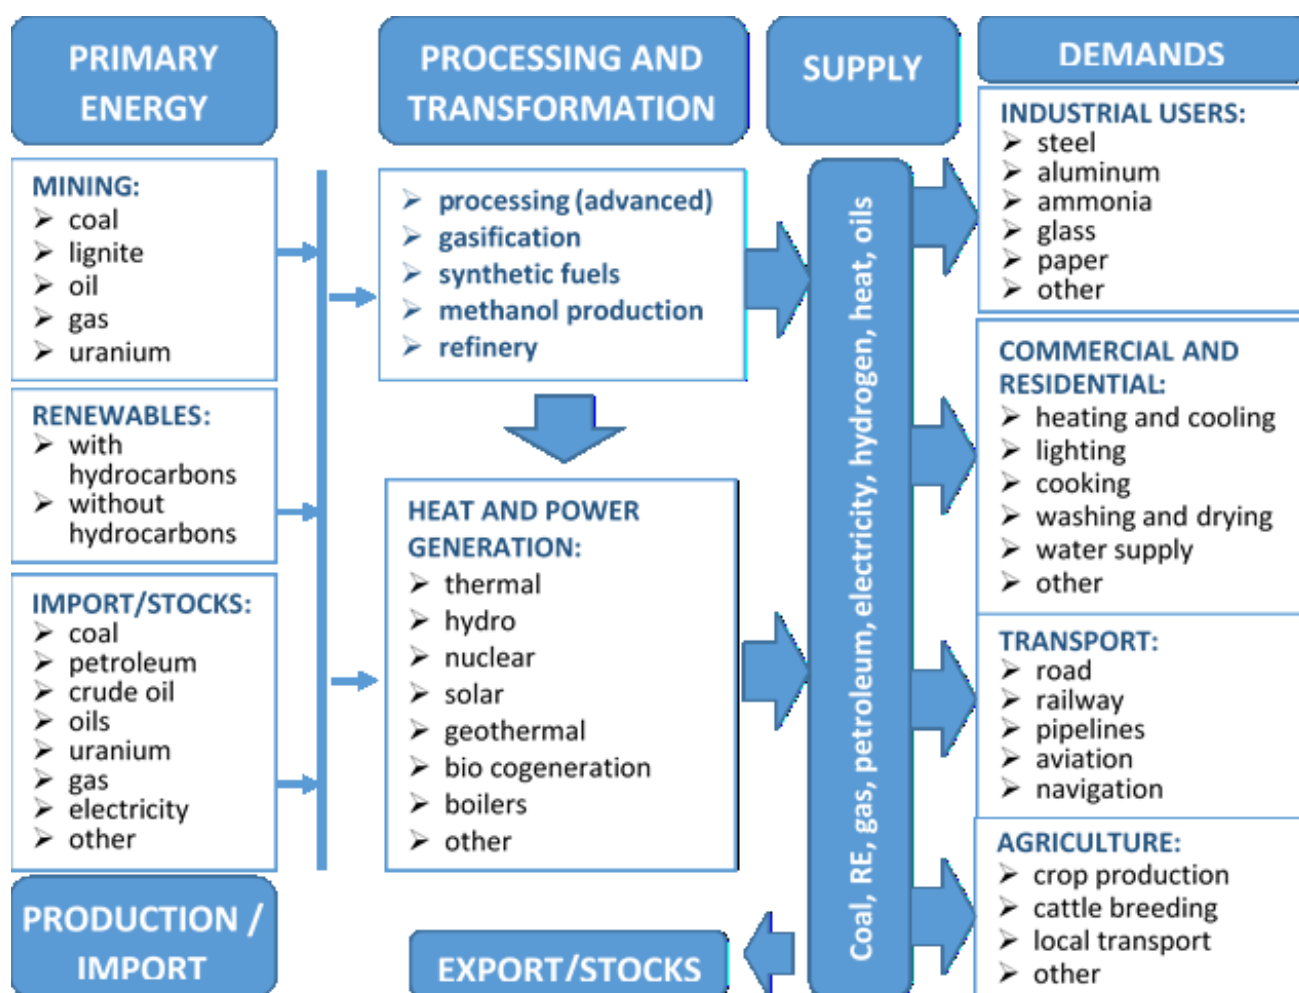 PRIMARY
ENERGY
MINING:
coal
lignite
oil
gas
uranium
RENEWABLES:
with
hydrocarbons
without
hydrocarbons
IMPORT/STOCKS:
coal
petroleum
crude oil
oils
uranium
gas
electricity
other
PRODUCTION /
IMPORT
PROCESSING AND
TRANSFORMATION
processing (advanced)
gasification
synthetic fuels
methanol production
refinery
HEAT AND POWER
GENERATION:
thermal
hydro
nuclear
solar
geothermal
bio cogeneration
boilers
other
EXPORT/STOCKS
SUPPLY
Coal, RE, gas, petroleum, electricity, hydrogen, heat, oils
DEMANDS
INDUSTRIAL USERS:
steel
aluminum
ammonia
glass
paper
other
COMMERCIAL AND
RESIDENTIAL:
heating and cooling
lighting
cooking
washing and drying
water supply
other
TRANSPORT:
road
railway
pipelines
aviation
navigation
AGRICULTURE:
crop production
cattle breeding
local transport
other